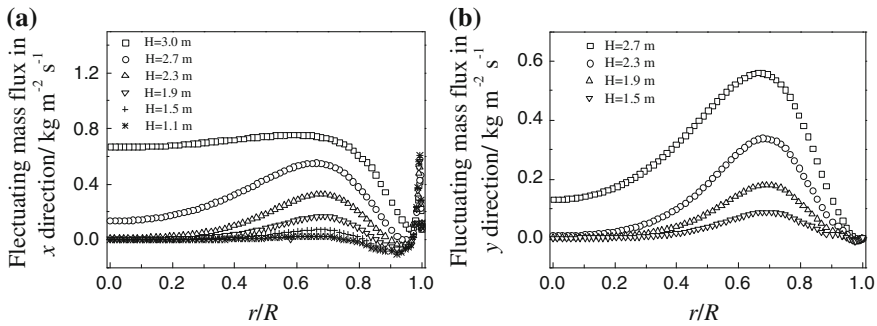 (a)
Flectuating mass flux in
x direction/ kg m⁻² s⁻¹
1.2
0.8
0.4
0.0
H=3.0 m
H=2.7 m
H=2.3 m
H=1.9 m
H=1.5 m
H=1.1 m
0.0 0.2 0.4 0.6 0.8 1.0
r/R
(b)
Fluctuating mass flux in
y direction/ kg m⁻² s⁻¹
0.6
0.4
0.2
0.0
H=2.7 m
H=2.3 m
H=1.9 m
H=1.5 m
0.0 0.2 0.4 0.6 0.8 1.0
r/R